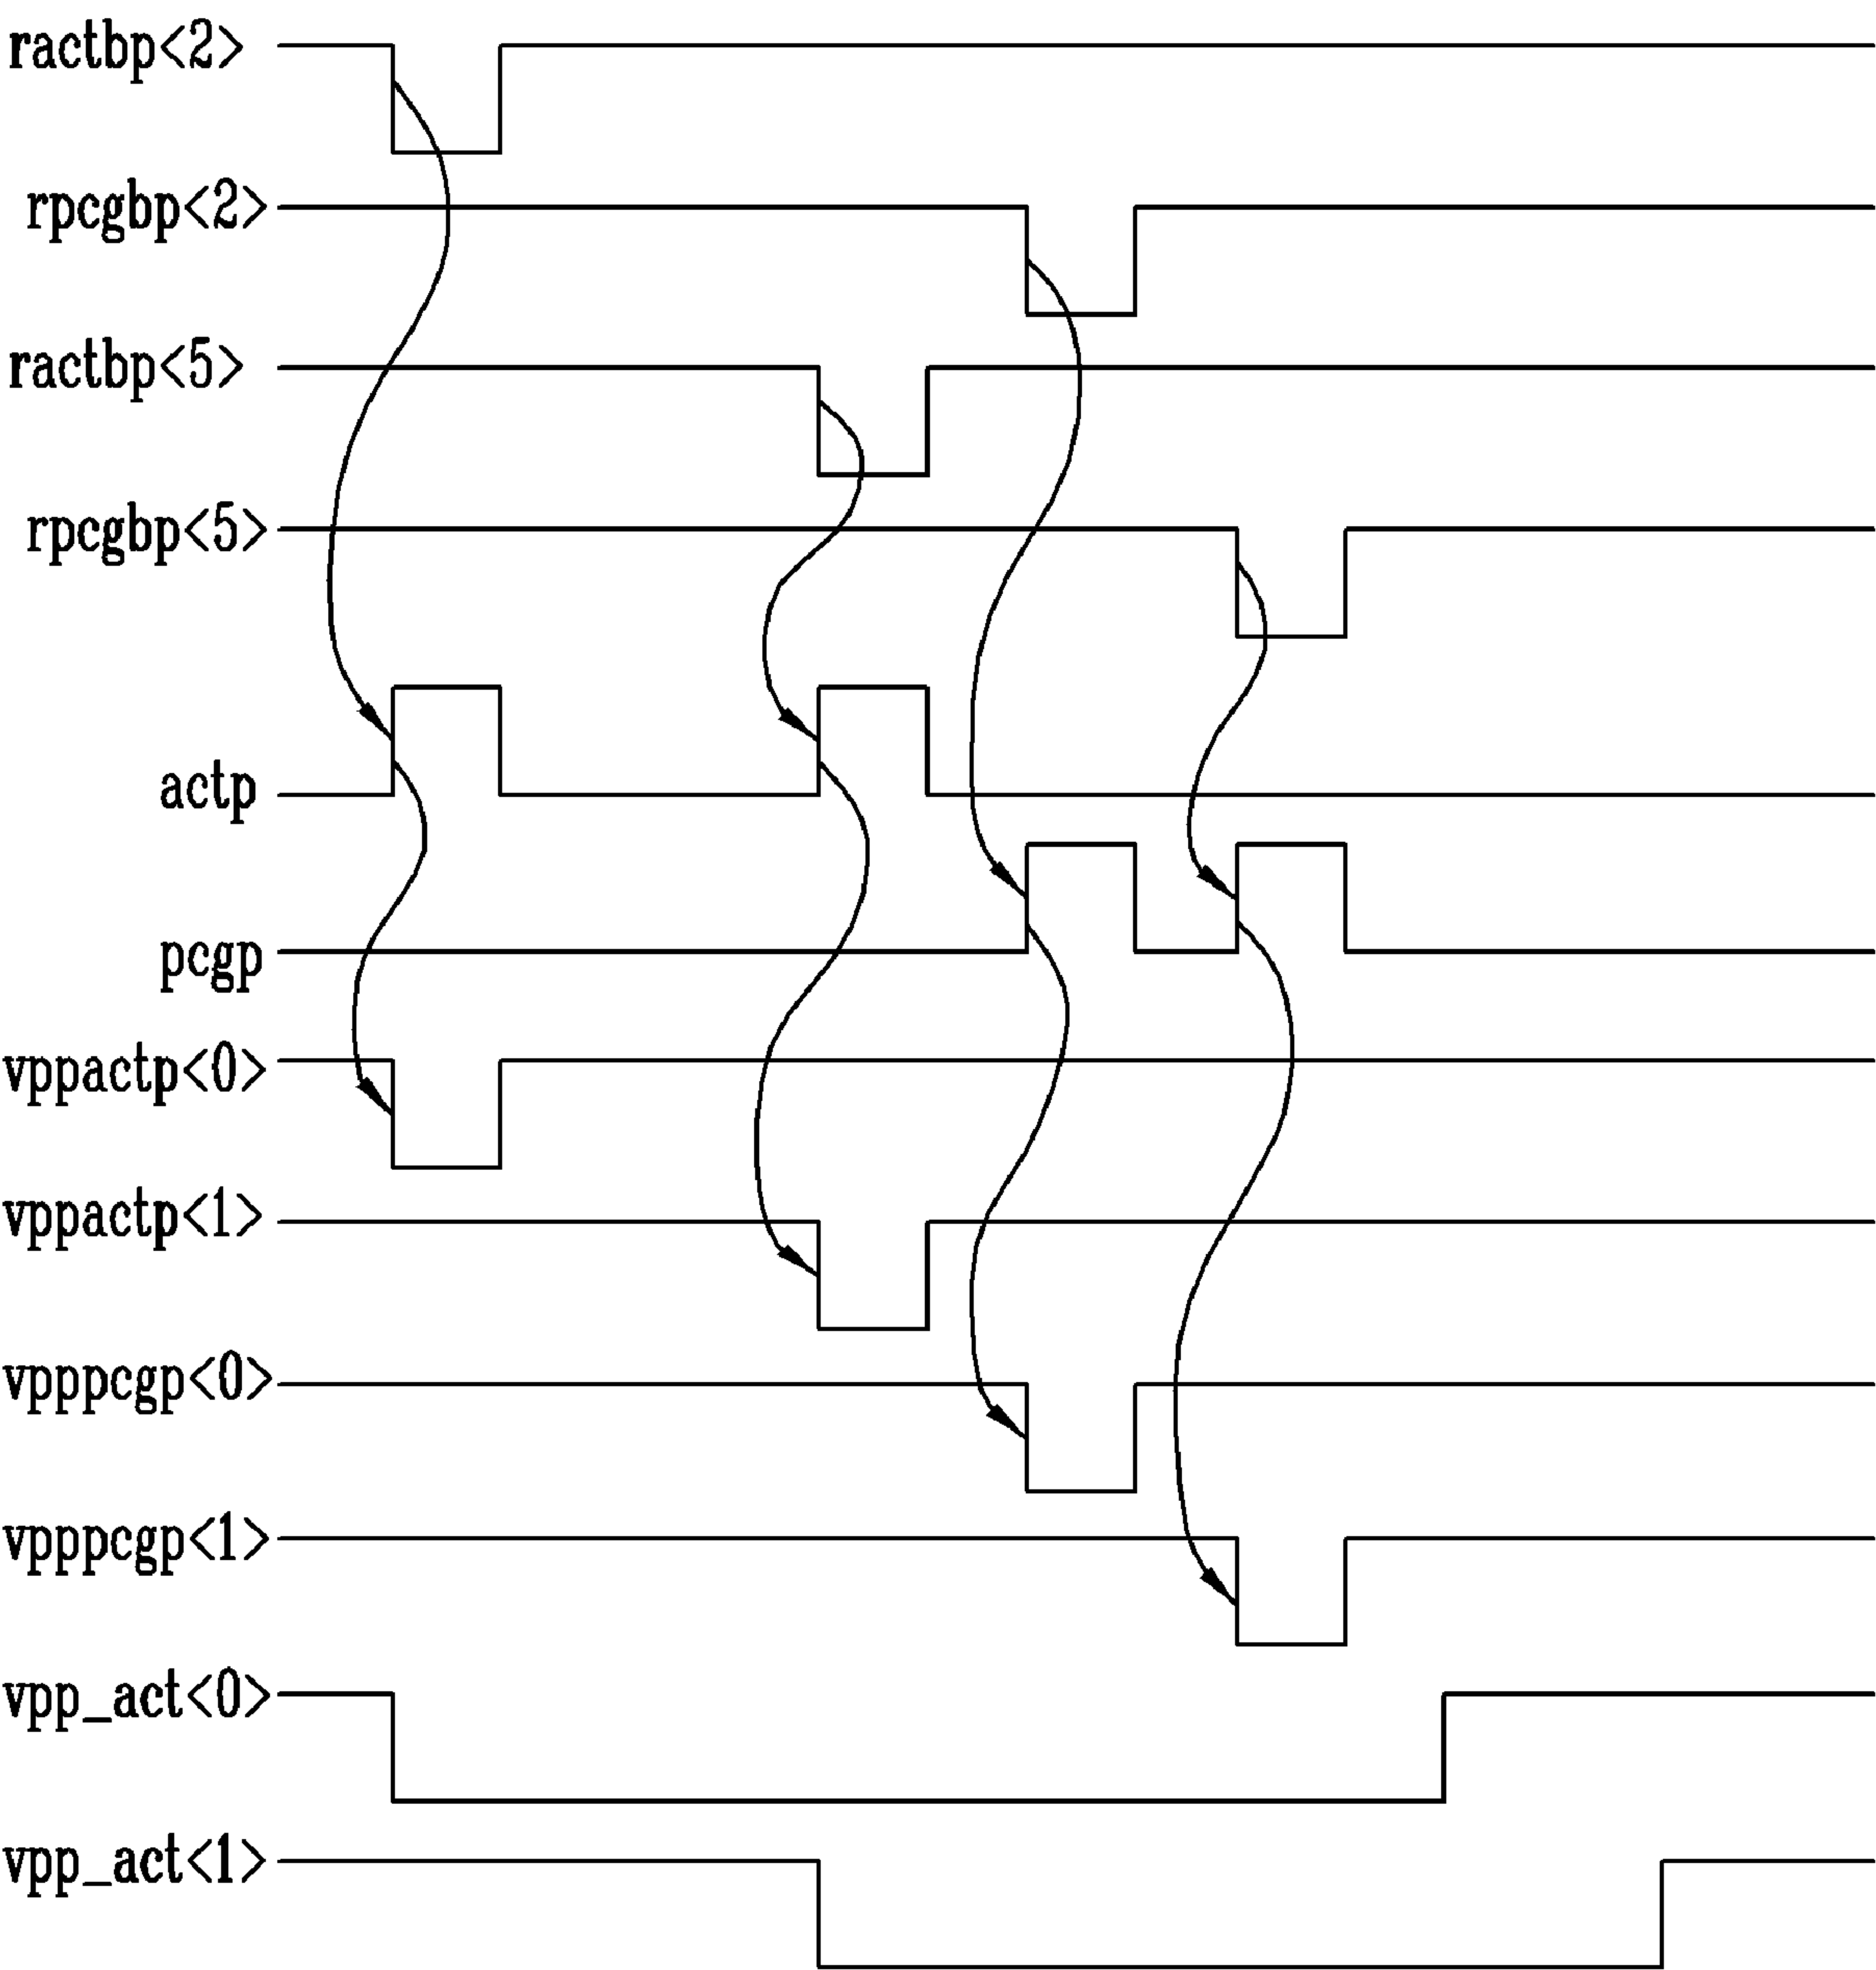 ractbp<2>
rpcgbp<2>
ractbp<5>
rpcgbp<5>
actp
pcgp
vppactp<0>
vppactp<1>
vpppcgp<0>
vpppcgp<1>
vpp_act<0>
vpp_act<1>